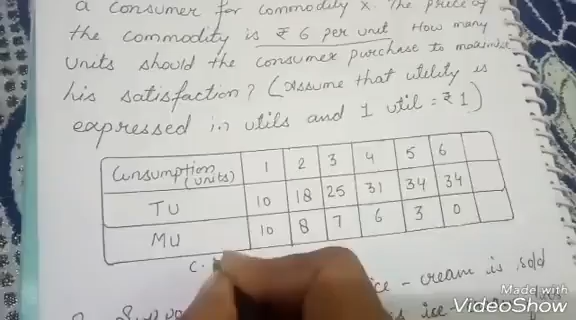 a consumer for commodity X. The price of
the commodity is ₹ 6 per unit How many
units should the consumer purchase to
his satisfaction? (Assume that utility is
expressed in utils and 1 util = ₹ 1)
Consumption (units) 1 2 3 4 5 6
TU 10 18 25 31 34 34
MU 10 8 7 6 3 0
c.
- cream is sold
Made with
VideoShow